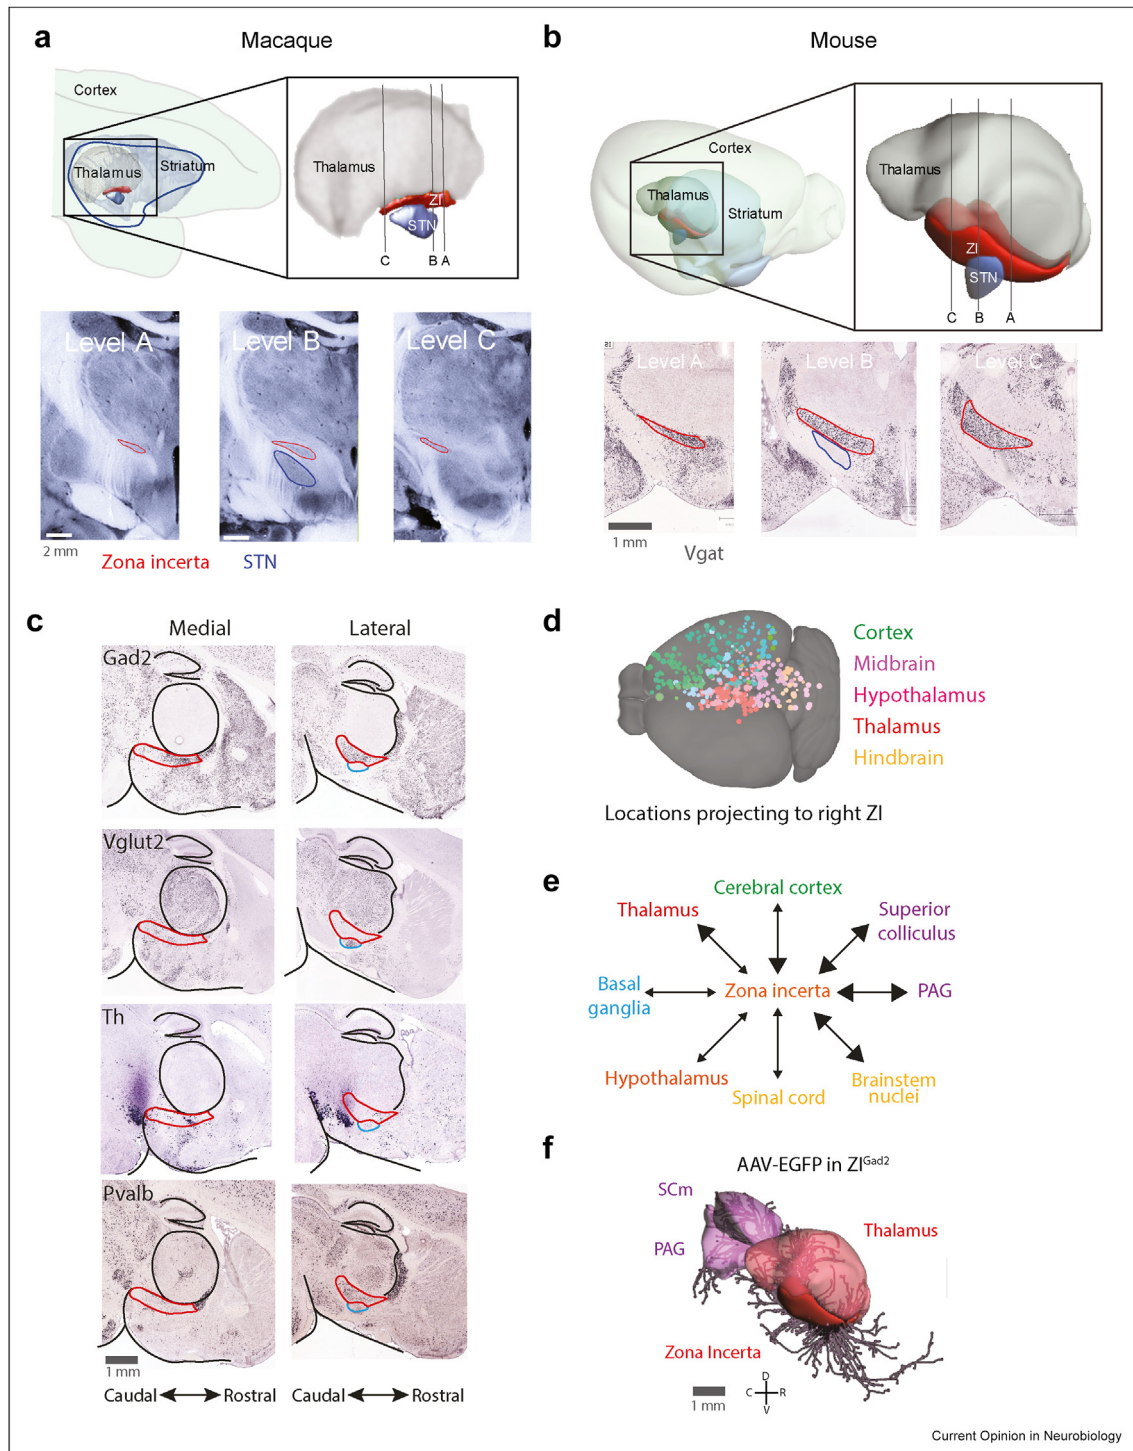 a
Macaque
Cortex
Thalamus
Striatum
Thalamus
ZI
STN
C
B
A
Level A
Level B
Level C
2 mm
Zona incerta
STN
b
Mouse
Cortex
Thalamus
Striatum
Thalamus
ZI
STN
C
B
A
Level A
Level B
Level C
1 mm
Vgat
c
Medial
Lateral
Gad2
Vglut2
Th
Pvalb
1 mm
Caudal
Rostral
Caudal
Rostral
d
Cortex
Midbrain
Hypothalamus
Thalamus
Hindbrain
Locations projecting to right ZI
e
Cerebral cortex
Thalamus
Superior
colliculus
Basal
ganglia
Zona incerta
PAG
Hypothalamus
Spinal cord
Brainstem
nuclei
f
AAV-EGFP in ZI^Gad2
SCm
Thalamus
PAG
Zona Incerta
1 mm
D
C
R
V
Current Opinion in Neurobiology